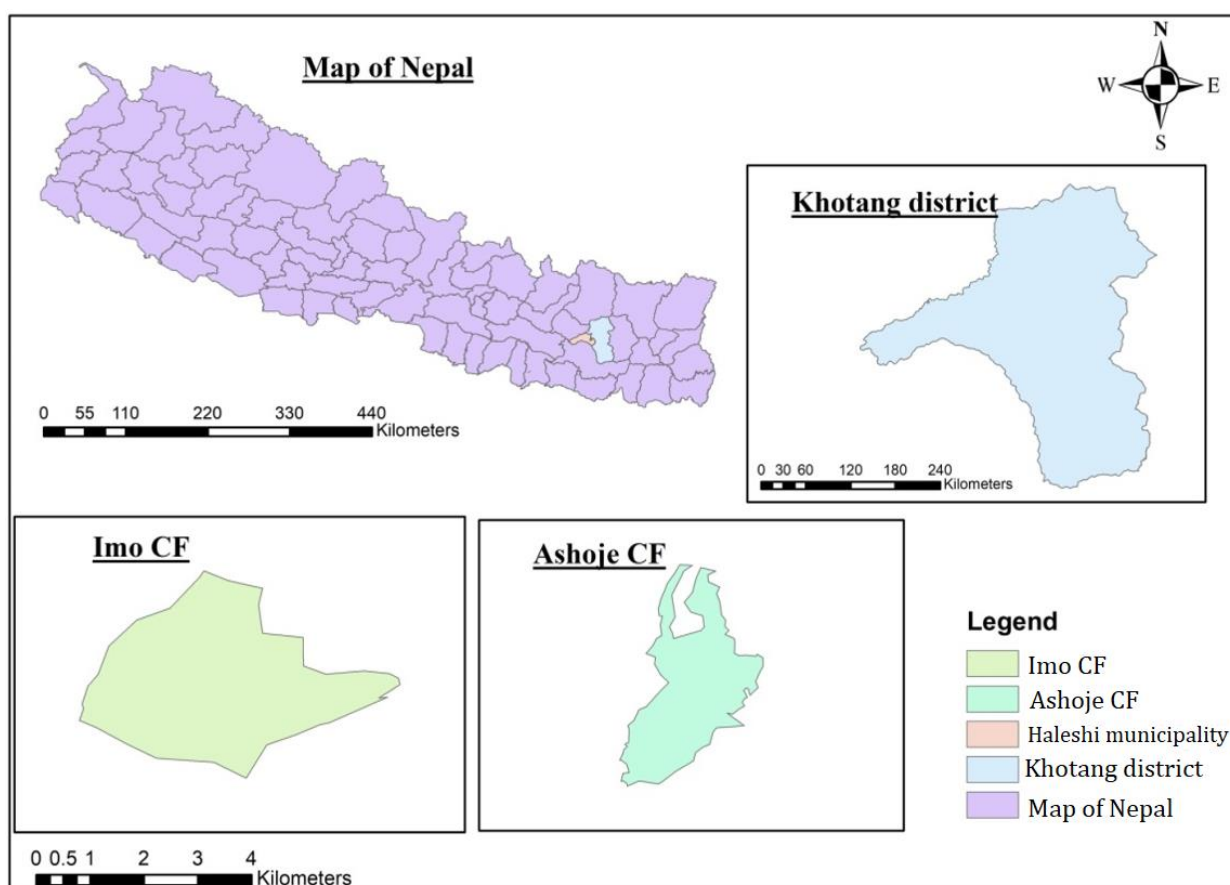 Map of Nepal
N
W E
S
0 55 110 220 330 440
Kilometers
Khotang district
0 30 60 120 180 240
Kilometers
Imo CF
Ashoje CF
Legend
Imo CF
Ashoje CF
Haleshi municipality
Khotang district
Map of Nepal
0 0.5 1 2 3 4
Kilometers